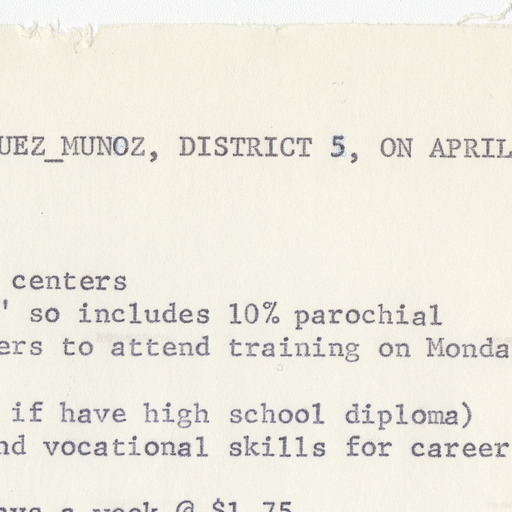 UEZ_MUNOZ, DISTRICT 5, ON APRIL
centers
" so includes 10% parochial
ers to attend training on Monda
if have high school diploma)
nd vocational skills for career
ays a week @ $1.75